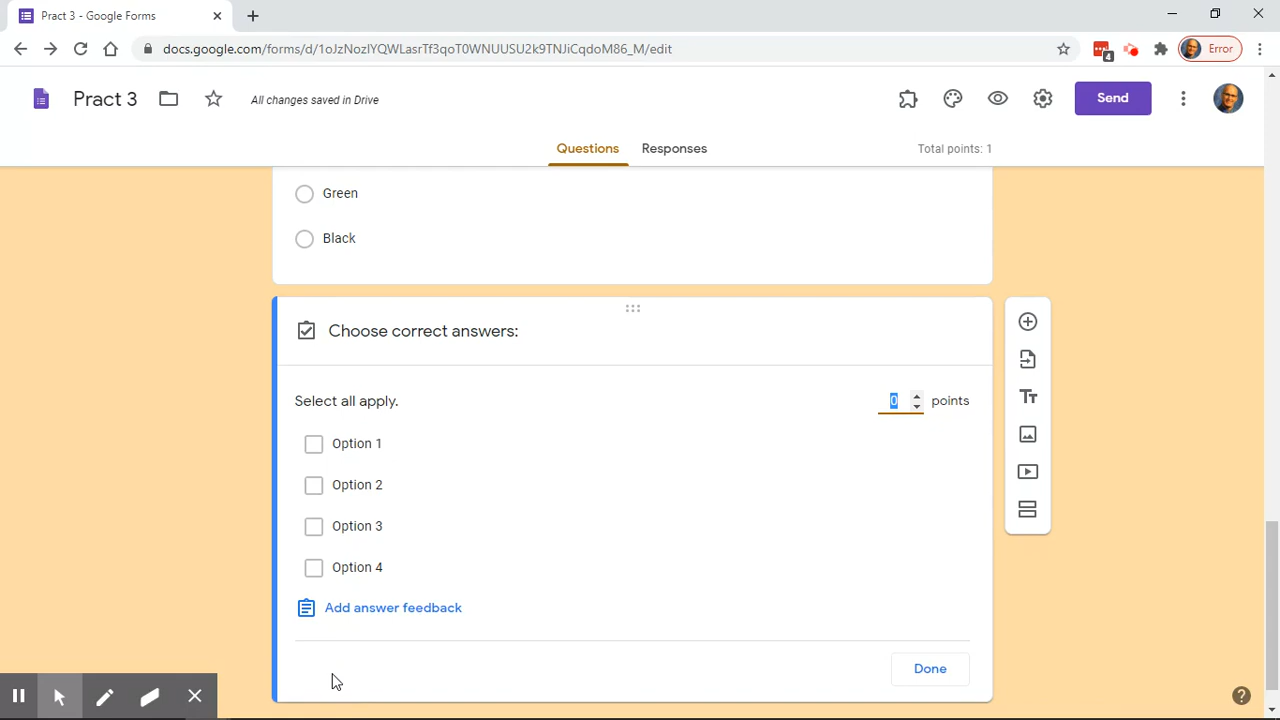 Pract 3 - Google Forms
docs.google.com/forms/d/1oJzNozlYQWLasrTf3qoT0WNUUSU2k9TNJiCqdoM86_M/edit
4
Error
Pract 3
All changes saved in Drive
Send
Questions
Responses
Total points: 1
Green
Black
Choose correct answers:
Select all apply.
0
points
Option 1
Option 2
Option 3
Option 4
Add answer feedback
Done